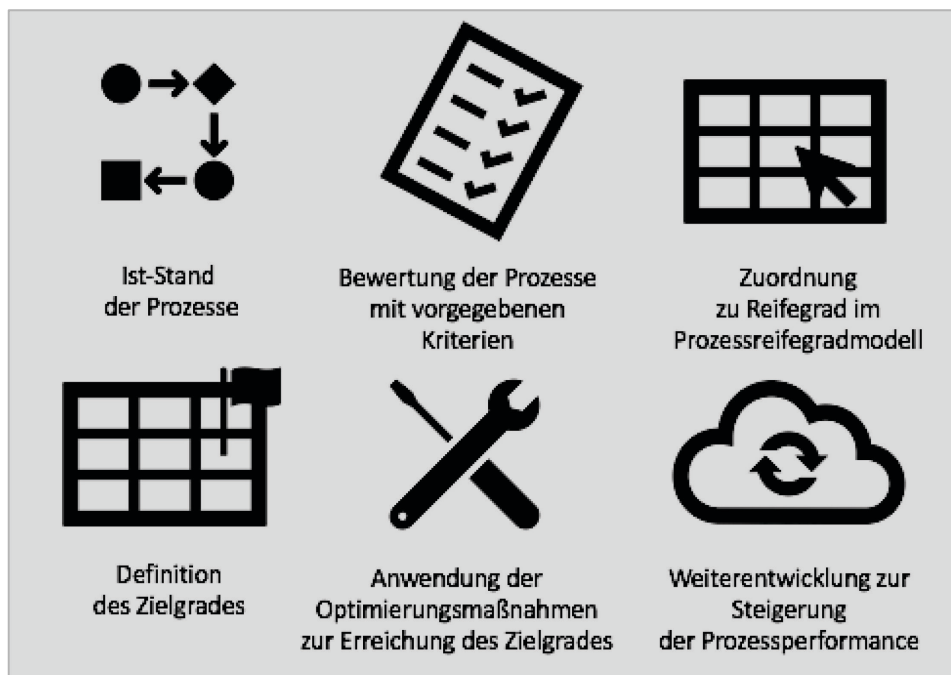 Ist-Stand
der Prozesse
Bewertung der Prozesse
mit vorgegebenen
Kriterien
Zuordnung
zu Reifegrad im
Prozessreifegradmodell
Definition
des Zielgrades
Anwendung der
Optimierungsmaßnahmen
zur Erreichung des Zielgrades
Weiterentwicklung zur
Steigerung
der Prozessperformance